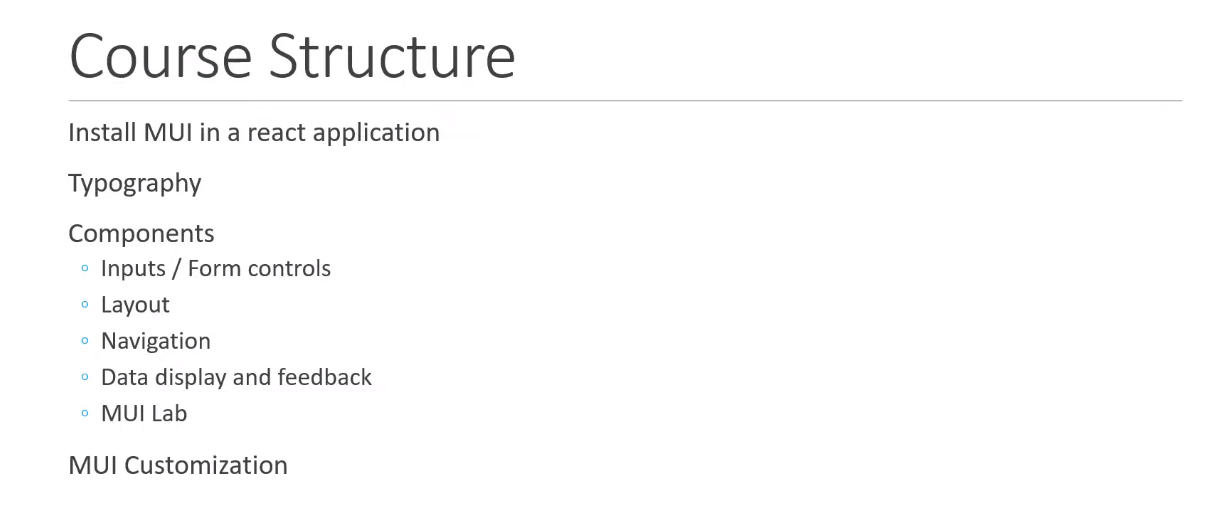 Course Structure
Install MUI in a react application
Typography
Components
Inputs / Form controls
Layout
Navigation
Data display and feedback
MUI Lab
MUI Customization